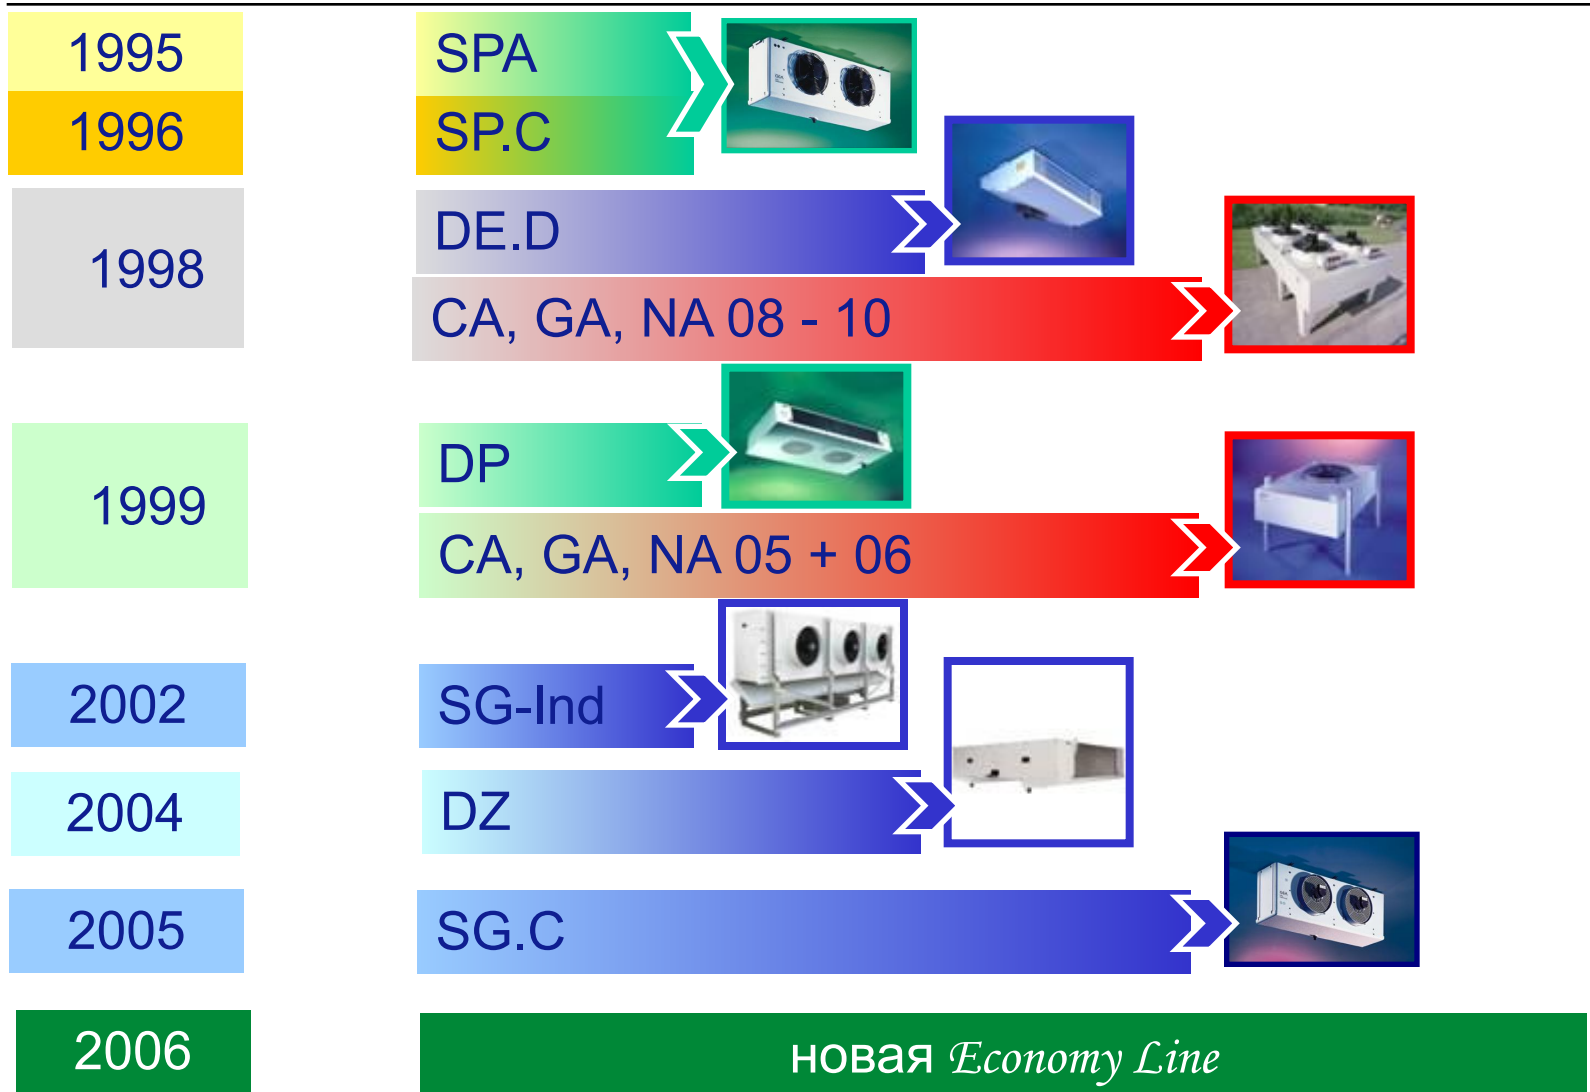 1995
SPA
1996
SP.C
1998
DE.D
CA, GA, NA 08 - 10
1999
DP
CA, GA, NA 05 + 06
2002
SG-Ind
2004
DZ
2005
SG.C
2006
новая Economy Line